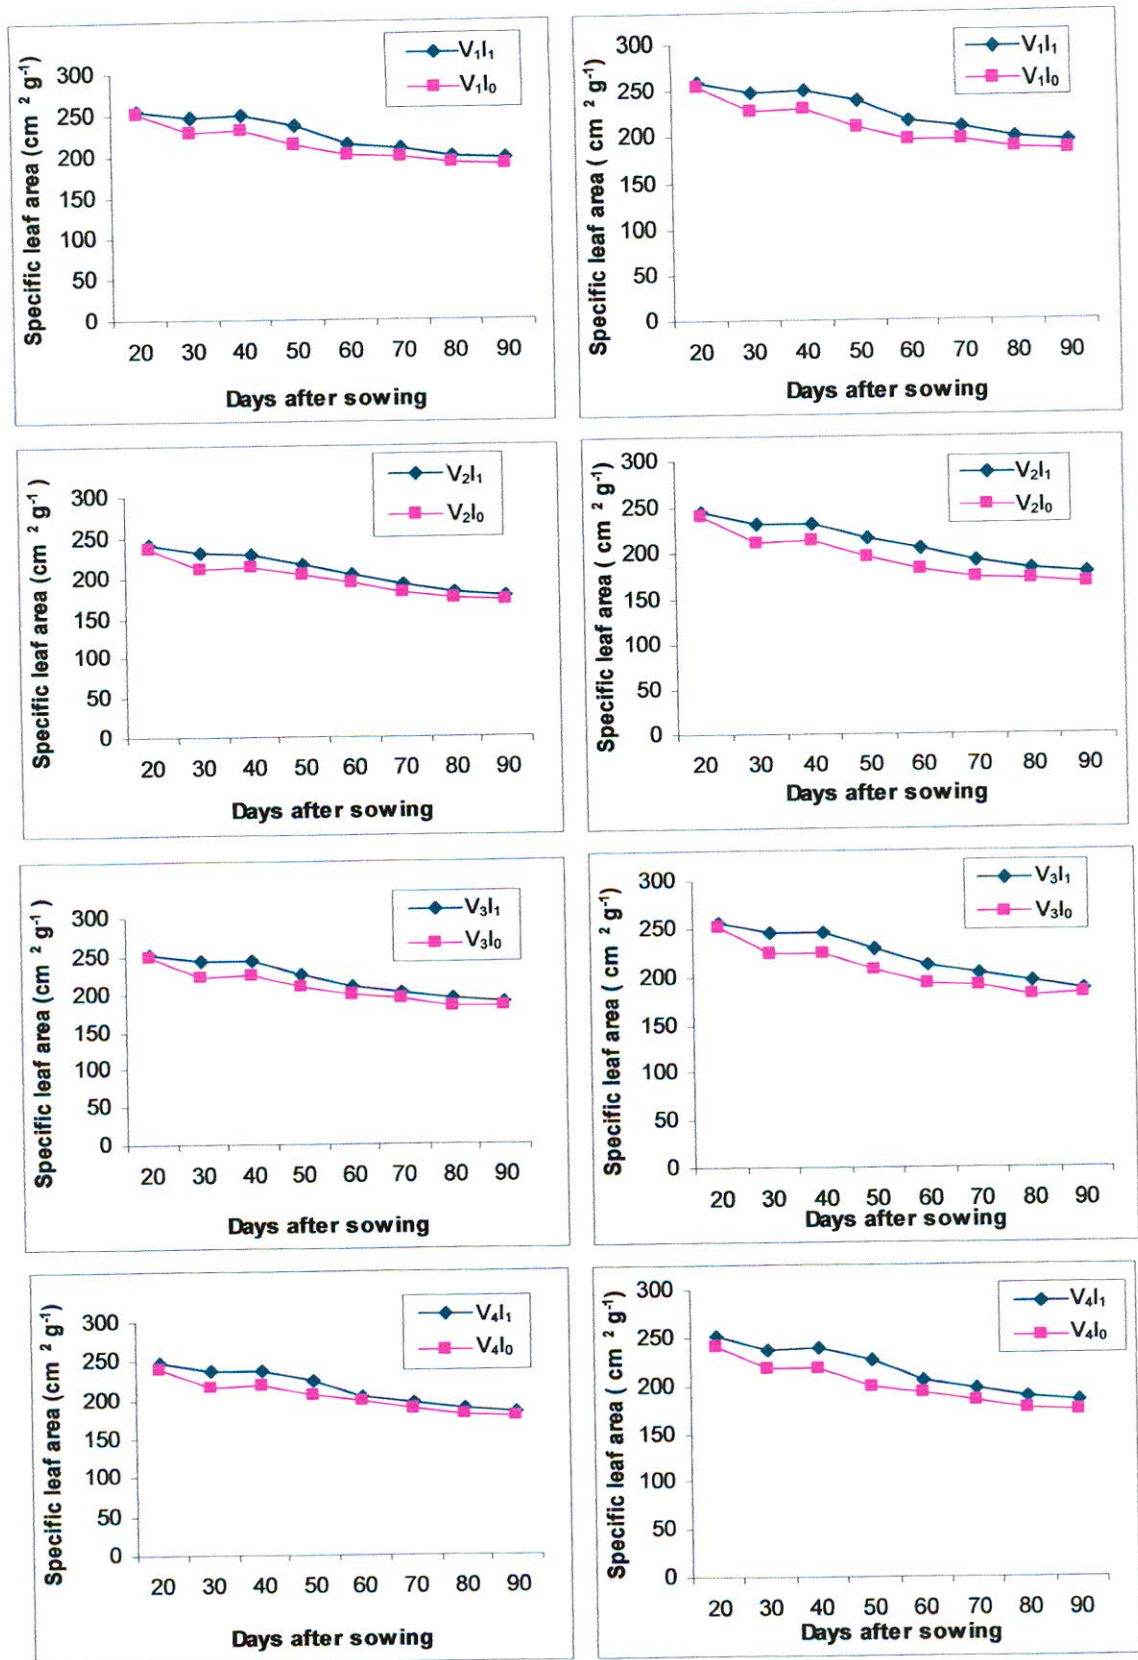 V₁I₁
V₁I₀
Specific leaf area (cm ² g⁻¹)
300
250
200
150
100
50
0
20 30 40 50 60 70 80 90
Days after sowing
V₁I₁
V₁I₀
Specific leaf area ( cm ² g⁻¹)
300
250
200
150
100
50
0
20 30 40 50 60 70 80 90
Days after sowing
V₂I₁
V₂I₀
Specific leaf area (cm ² g⁻¹ )
300
250
200
150
100
50
0
20 30 40 50 60 70 80 90
Days after sowing
V₂I₁
V₂I₀
Specific leaf area ( cm ² g⁻¹)
300
250
200
150
100
50
0
20 30 40 50 60 70 80 90
Days after sowing
V₃I₁
V₃I₀
Specific leaf area (cm ² g⁻¹)
300
250
200
150
100
50
0
20 30 40 50 60 70 80 90
Days after sowing
V₃I₁
V₃I₀
Specific leaf area ( cm ² g⁻¹)
300
250
200
150
100
50
0
20 30 40 50 60 70 80 90
Days after sowing
V₄I₁
V₄I₀
Specific leaf area (cm ² g⁻¹)
300
250
200
150
100
50
0
20 30 40 50 60 70 80 90
Days after sowing
V₄I₁
V₄I₀
Specific leaf area ( cm ² g⁻¹)
300
250
200
150
100
50
0
20 30 40 50 60 70 80 90
Days after sowing